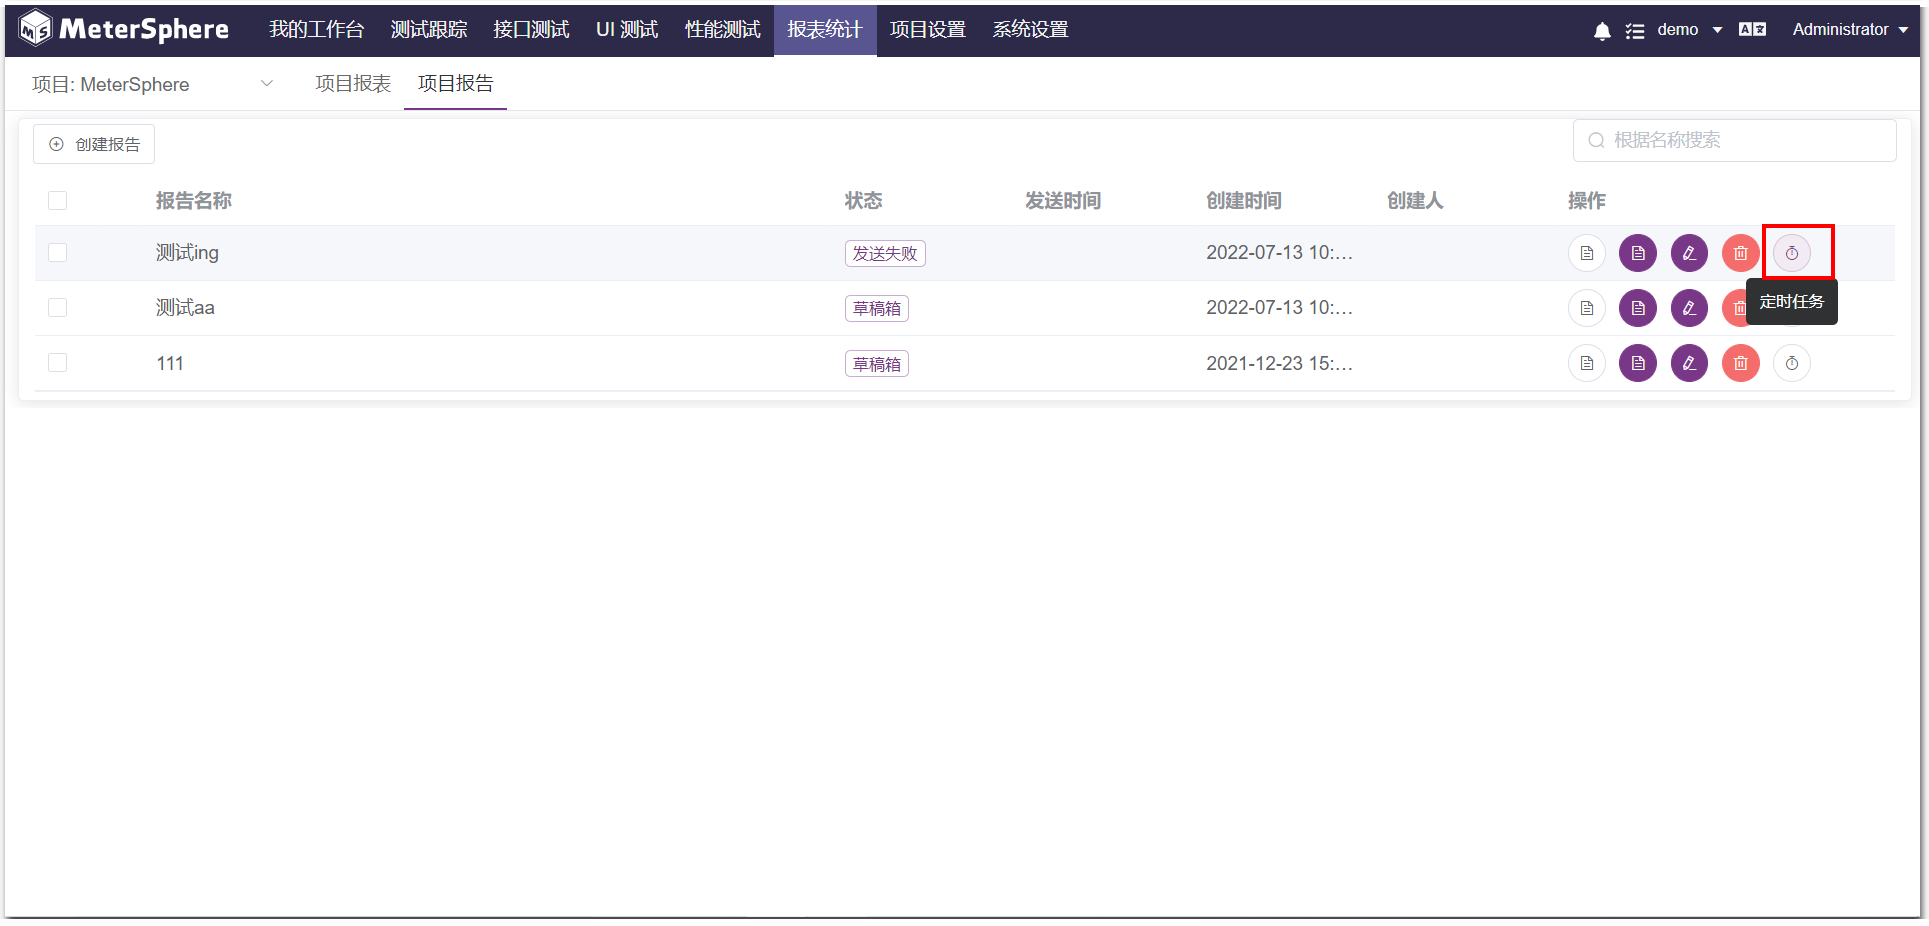 MeterSphere 我的工作台 测试跟踪 接口测试 UI 测试 性能测试 报表统计 项目设置 系统设置 demo Administrator
项目: MeterSphere 项目报表 项目报告
创建报告 根据名称搜索
报告名称 状态 发送时间 创建时间 创建人 操作
测试ing 发送失败 2022-07-13 10:...
测试aa 草稿箱 2022-07-13 10:... 定时任务
111 草稿箱 2021-12-23 15:...